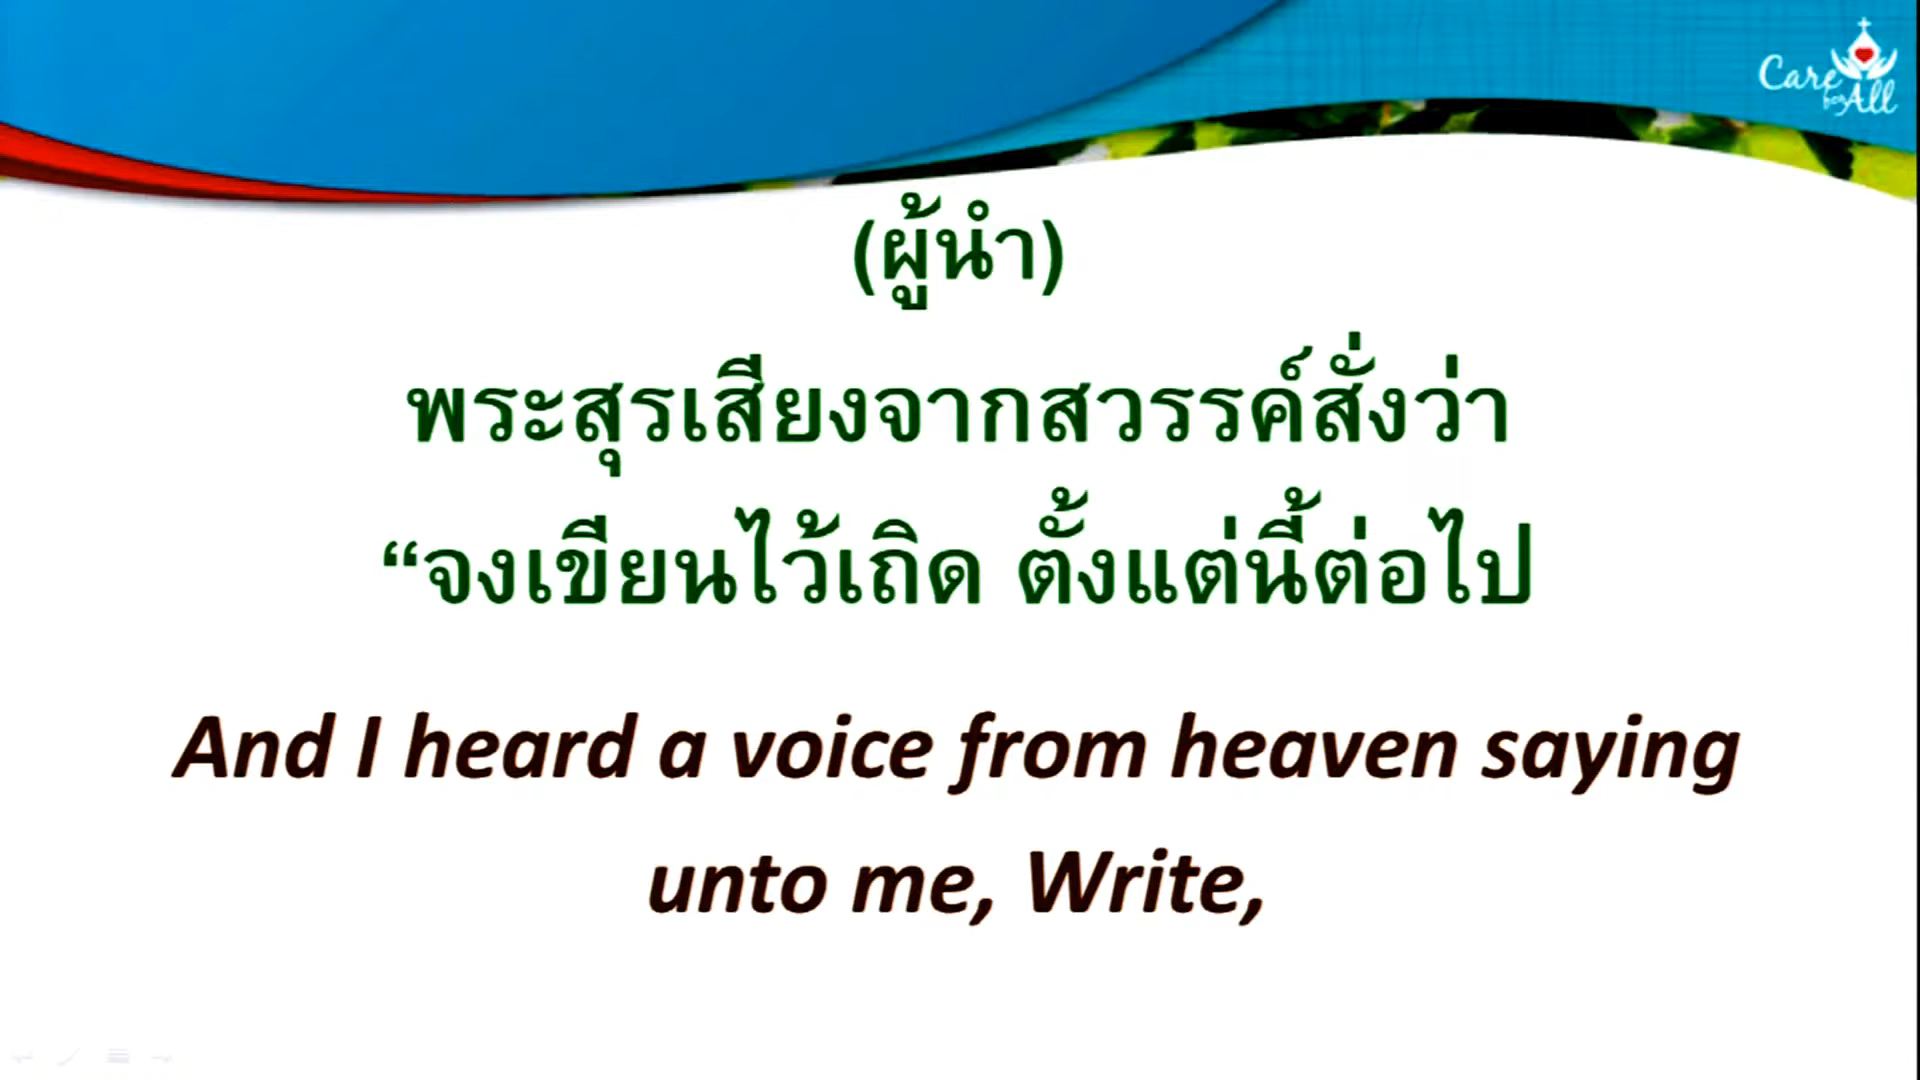 Care
for All
(ผู้นำ)
พระสุรเสียงจากสวรรค์สั่งว่า
“จงเขียนไว้เถิด ตั้งแต่นี้ต่อไป
And I heard a voice from heaven saying
unto me, Write,